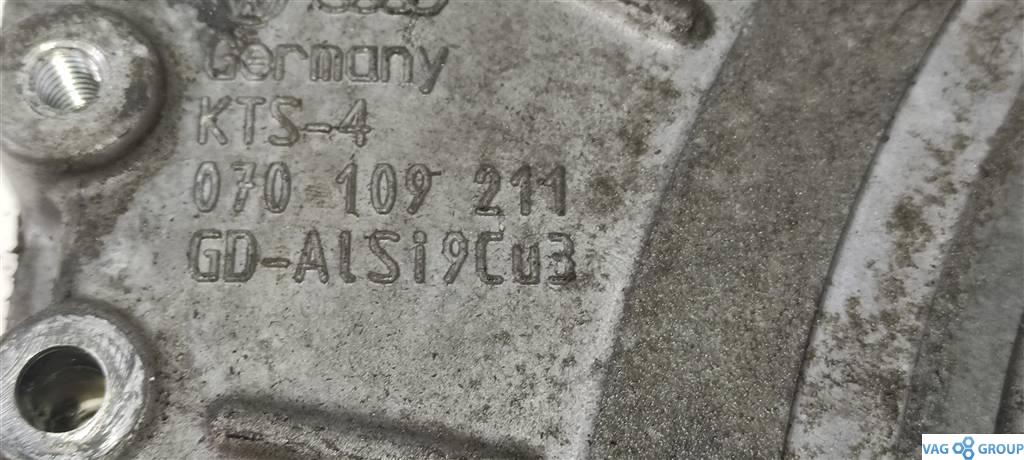 Germany
KTS-4
070 109 211
GD-AlSi9Cu3
VAG GROUP